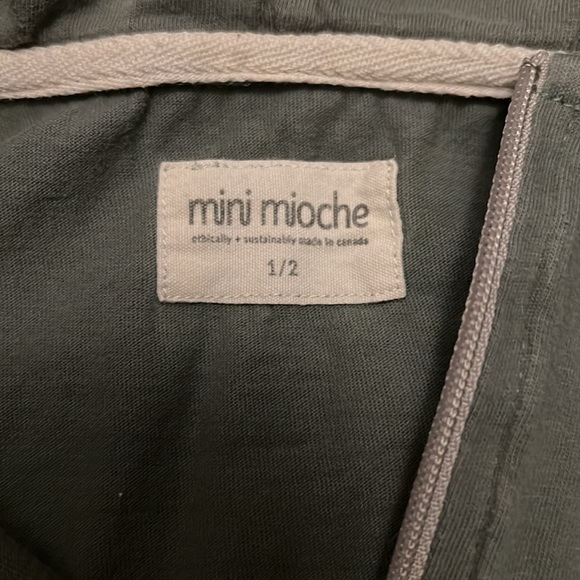 mini mioche
ethically + sustainably made in canada
1/2